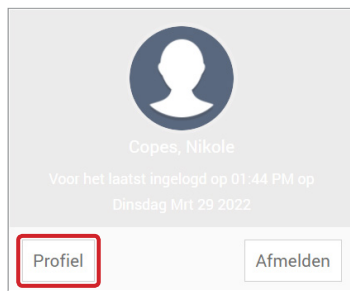 Copes, Nikole
Voor het laatst ingelogd op 01:44 PM op
Dinsdag Mrt 29 2022
Profiel
Afmelden